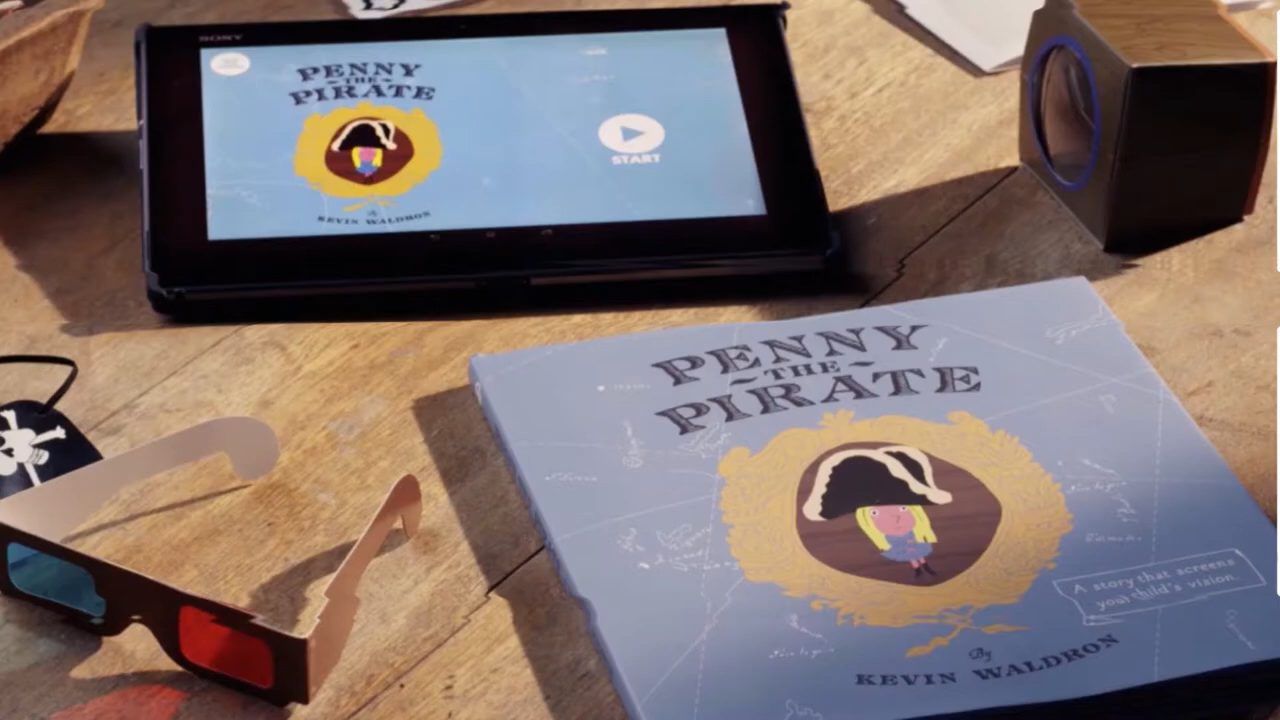 SONY
PENNY
THE
PIRATE
START
KEVIN WALDRON
PENNY
THE
PIRATE
A story that screens
your child's vision.
By
KEVIN WALDRON